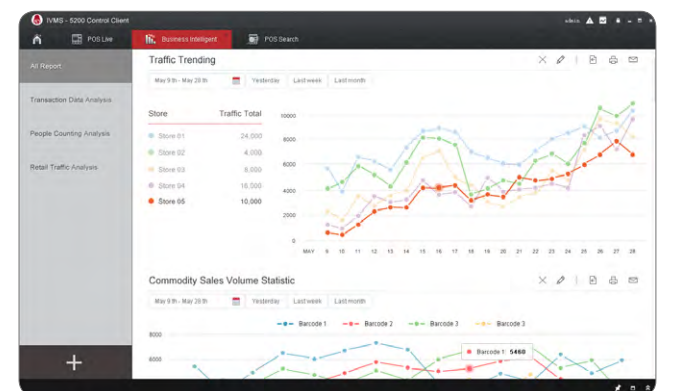 iVMS - 5200 Control Client
admin
POS Live
Business Intelligent
POS Search
All Report
Transaction Data Analysis
People Counting Analysis
Retail Traffic Analysis
Traffic Trending
May 9 th - May 28 th
Yesterday
Last week
Last month
Store Traffic Total
Store 01 24,000
Store 02 4,000
Store 03 8,000
Store 04 16,000
Store 05 10,000
10000
8000
6000
4000
2000
0
MAY 9 10 11 12 13 14 15 16 17 18 19 20 21 22 23 24 25 26 27 28
Commodity Sales Volume Statistic
May 9 th - May 28 th
Yesterday
Last week
Last month
Barcode 1 Barcode 2 Barcode 3 Barcode 3
8000
6000
Barcode 1: 5460